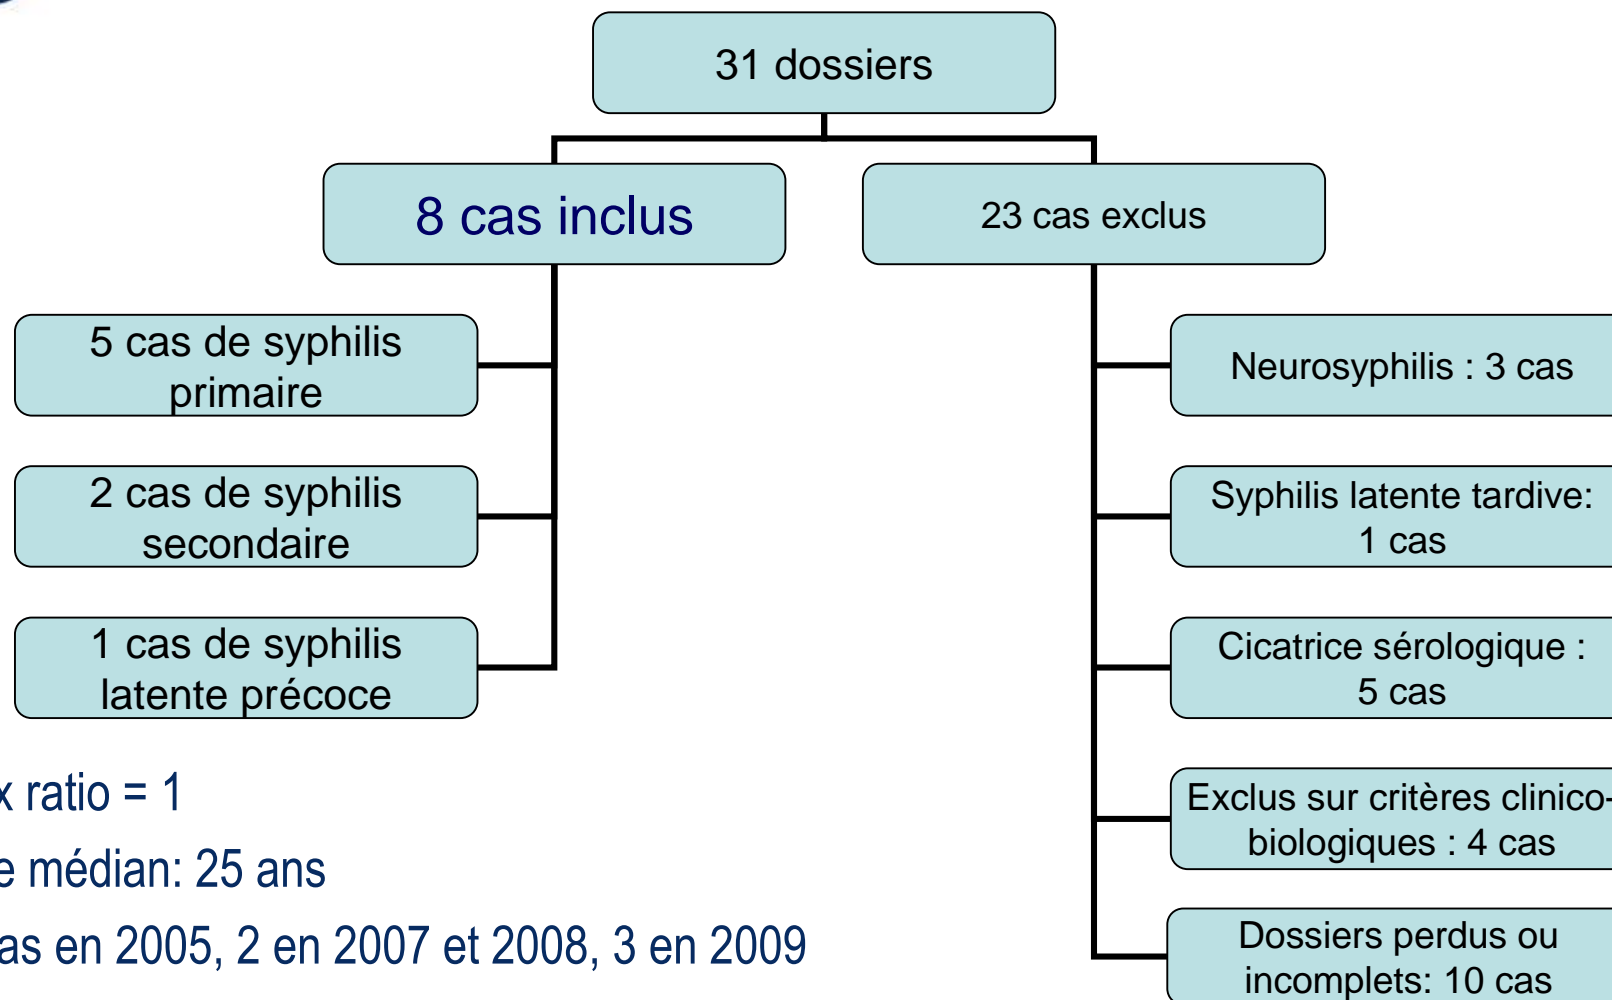 31 dossiers
8 cas inclus
23 cas exclus
5 cas de syphilis
primaire
2 cas de syphilis
secondaire
1 cas de syphilis
latente précoce
Neurosyphilis : 3 cas
Syphilis latente tardive:
1 cas
Cicatrice sérologique :
5 cas
Exclus sur critères clinico-
biologiques : 4 cas
Dossiers perdus ou
incomplets: 10 cas
x ratio = 1
e médian: 25 ans
as en 2005, 2 en 2007 et 2008, 3 en 2009